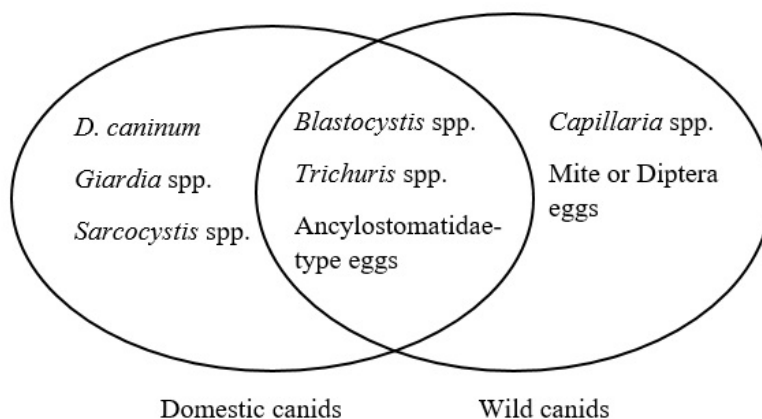 D. caninum
Giardia spp.
Sarcocystis spp.
Blastocystis spp.
Trichuris spp.
Ancylostomatidae-
type eggs
Capillaria spp.
Mite or Diptera
eggs
Domestic canids
Wild canids